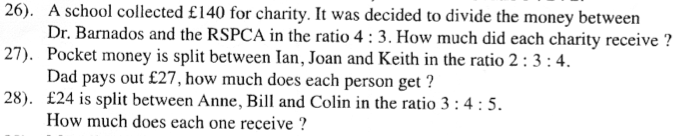 26). A school collected £140 for charity. It was decided to divide the money between
Dr. Barnados and the RSPCA in the ratio 4 : 3. How much did each charity receive ?
27). Pocket money is split between Ian, Joan and Keith in the ratio 2 : 3 : 4.
Dad pays out £27, how much does each person get ?
28). £24 is split between Anne, Bill and Colin in the ratio 3 : 4 : 5.
How much does each one receive ?